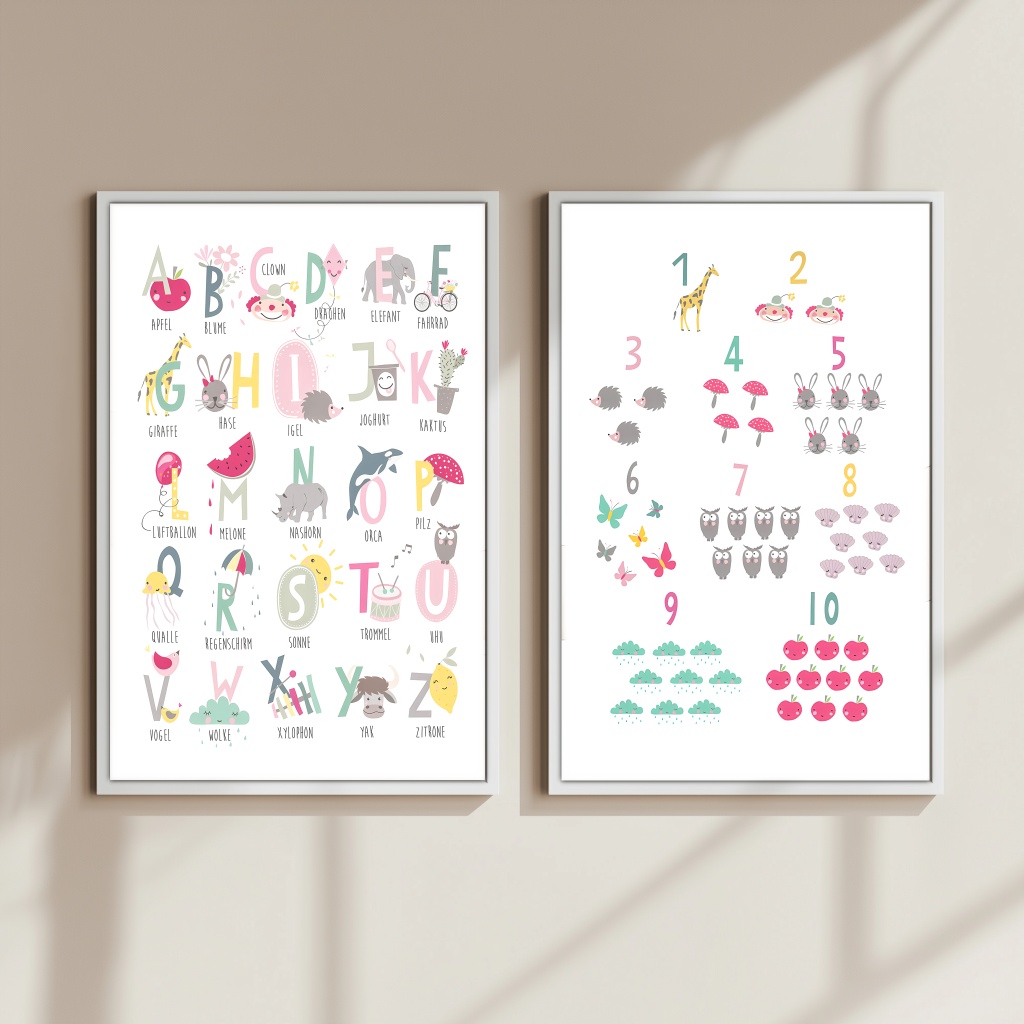 A B C D E F
CLOWN
APFEL BLUME DRACHEN ELEFANT FAHRRAD
G H I J K
GIRAFFE HASE IGEL JOGHURT KAKTUS
L M N O P
LUFTBALLON MELONE NASHORN ORCA PILZ
Q R S T U
QUALLE REGENSCHIRM SONNE TROMMEL UHU
V W X Y Z
VOGEL WOLKE XYLOPHON YAK ZITRONE
1 2
3 4 5
6 7 8
9 10